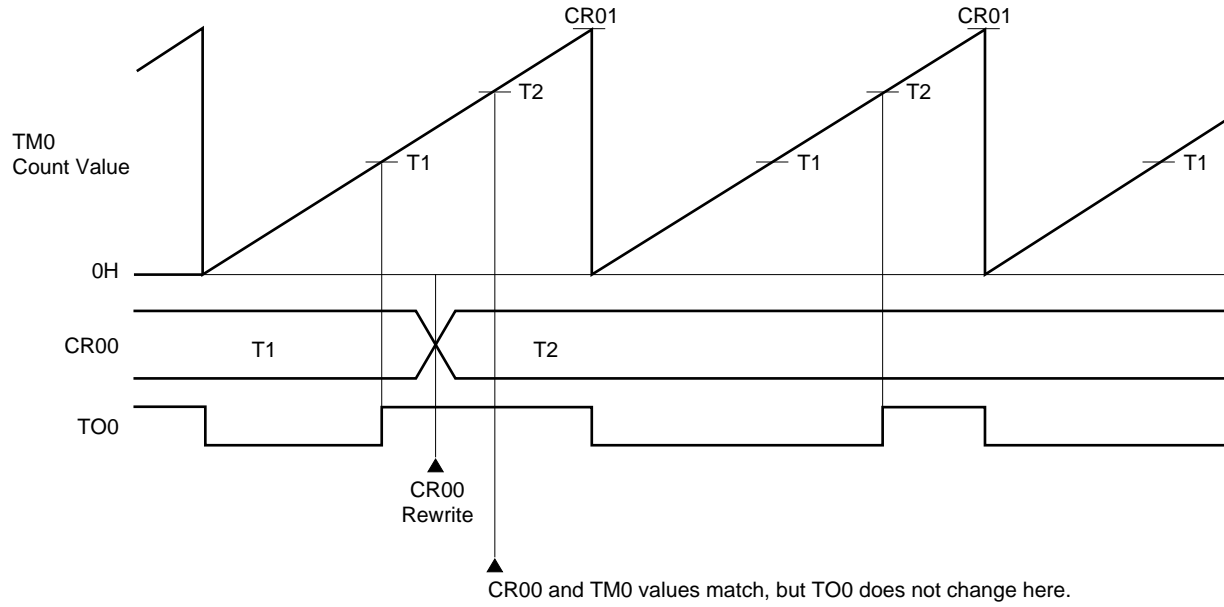 CR01
CR01
T2
T2
TM0
Count Value
T1
T1
T1
0H
CR00
T1
T2
TO0
CR00
Rewrite
CR00 and TM0 values match, but TO0 does not change here.